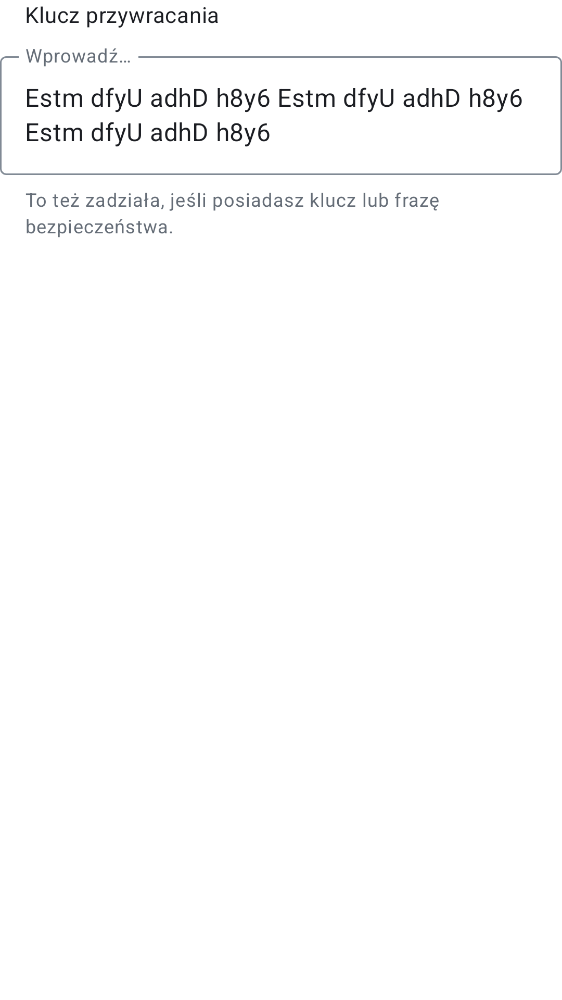 Klucz przywracania
Wprowadź…
Estm dfyU adhD h8y6 Estm dfyU adhD h8y6
Estm dfyU adhD h8y6
To też zadziała, jeśli posiadasz klucz lub frazę
bezpieczeństwa.